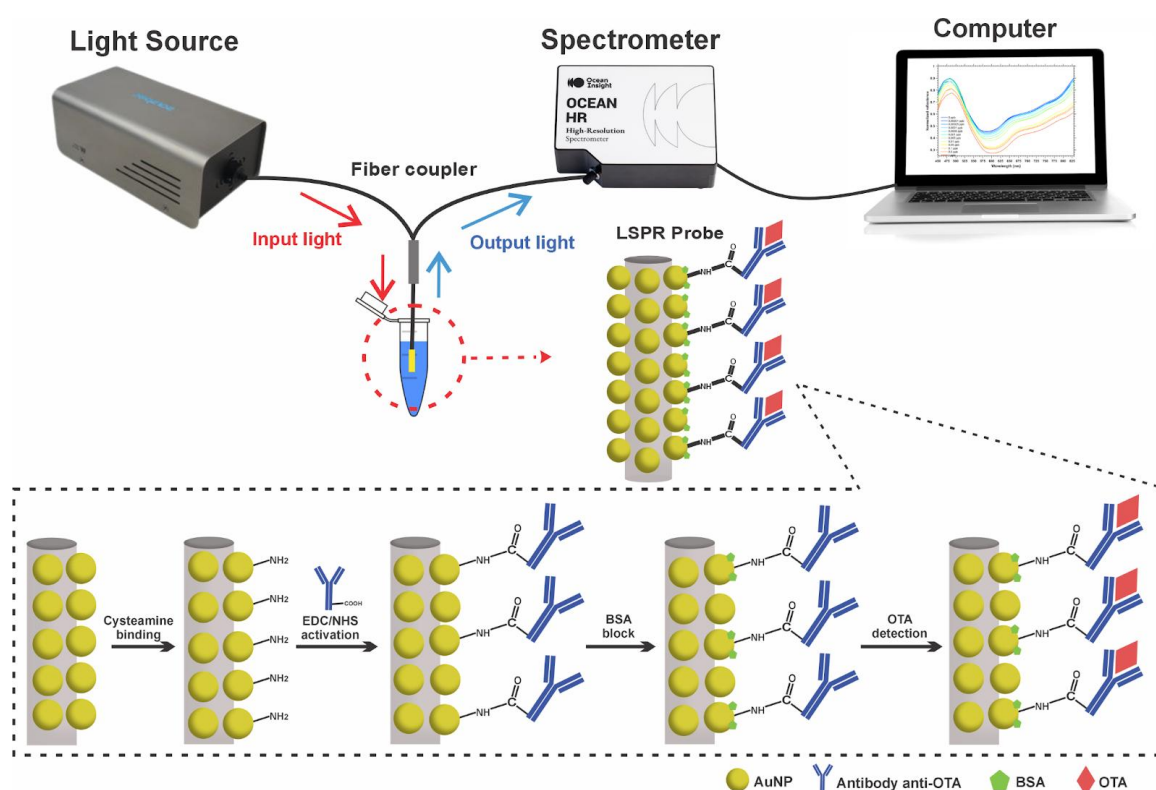 Light Source
Spectrometer
Computer
Ocean
Insight
OCEAN
HR
High-Resolution
Spectrometer
Wavelength (nm)
Fiber coupler
Input light
Output light
LSPR Probe
NH
C
O
NH
C
O
NH
C
O
NH
C
O
Cysteamine
binding
NH2
NH2
NH2
NH2
NH2
COOH
EDC/NHS
activation
NH
C
O
NH
C
O
NH
C
O
BSA
block
NH
C
O
NH
C
O
NH
C
O
OTA
detection
NH
C
O
NH
C
O
NH
C
O
AuNP
Antibody anti-OTA
BSA
OTA